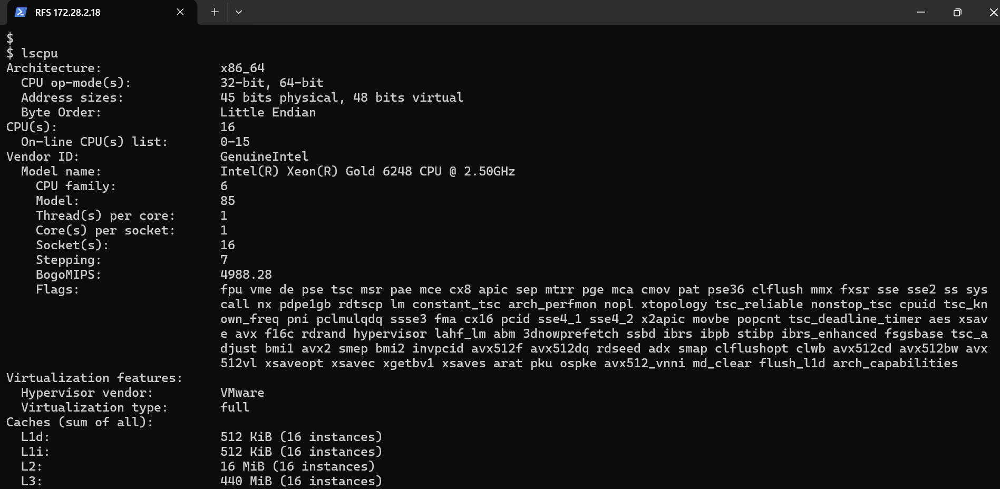 RFS 172.28.2.18
$
$ lscpu
Architecture: x86_64
CPU op-mode(s): 32-bit, 64-bit
Address sizes: 45 bits physical, 48 bits virtual
Byte Order: Little Endian
CPU(s): 16
On-line CPU(s) list: 0-15
Vendor ID: GenuineIntel
Model name: Intel(R) Xeon(R) Gold 6248 CPU @ 2.50GHz
CPU family: 6
Model: 85
Thread(s) per core: 1
Core(s) per socket: 1
Socket(s): 16
Stepping: 7
BogoMIPS: 4988.28
Flags: fpu vme de pse tsc msr pae mce cx8 apic sep mtrr pge mca cmov pat pse36 clflush mmx fxsr sse sse2 ss sys
call nx pdpe1gb rdtscp lm constant_tsc arch_perfmon nopl xtopology tsc_reliable nonstop_tsc cpuid tsc_kn
own_freq pni pclmulqdq ssse3 fma cx16 pcid sse4_1 sse4_2 x2apic movbe popcnt tsc_deadline_timer aes xsav
e avx f16c rdrand hypervisor lahf_lm abm 3dnowprefetch ssbd ibrs ibpb stibp ibrs_enhanced fsgsbase tsc_a
djust bmi1 avx2 smep bmi2 invpcid avx512f avx512dq rdseed adx smap clflushopt clwb avx512cd avx512bw avx
512vl xsaveopt xsavec xgetbv1 xsaves arat pku ospke avx512_vnni md_clear flush_l1d arch_capabilities
Virtualization features:
Hypervisor vendor: VMware
Virtualization type: full
Caches (sum of all):
L1d: 512 KiB (16 instances)
L1i: 512 KiB (16 instances)
L2: 16 MiB (16 instances)
L3: 440 MiB (16 instances)